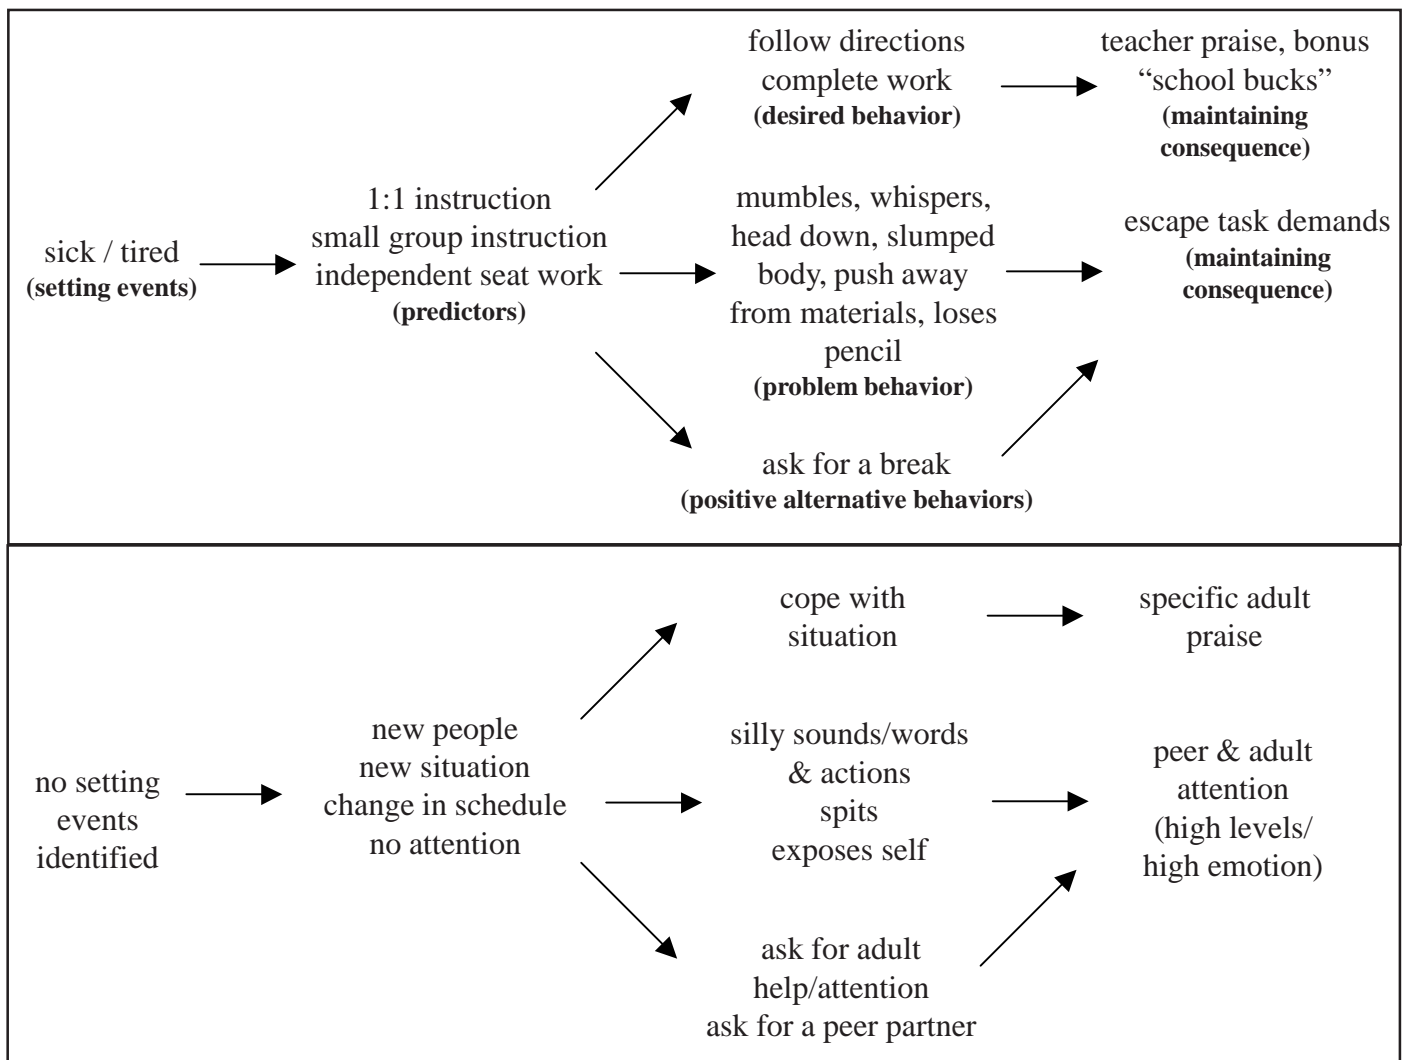 follow directions
complete work
(desired behavior)
teacher praise, bonus
“school bucks”
(maintaining
consequence)
sick / tired
(setting events)
1:1 instruction
small group instruction
independent seat work
(predictors)
mumbles, whispers,
head down, slumped
body, push away
from materials, loses
pencil
(problem behavior)
escape task demands
(maintaining
consequence)
ask for a break
(positive alternative behaviors)
cope with
situation
specific adult
praise
no setting
events
identified
new people
new situation
change in schedule
no attention
silly sounds/words
& actions
spits
exposes self
peer & adult
attention
(high levels/
high emotion)
ask for adult
help/attention
ask for a peer partner